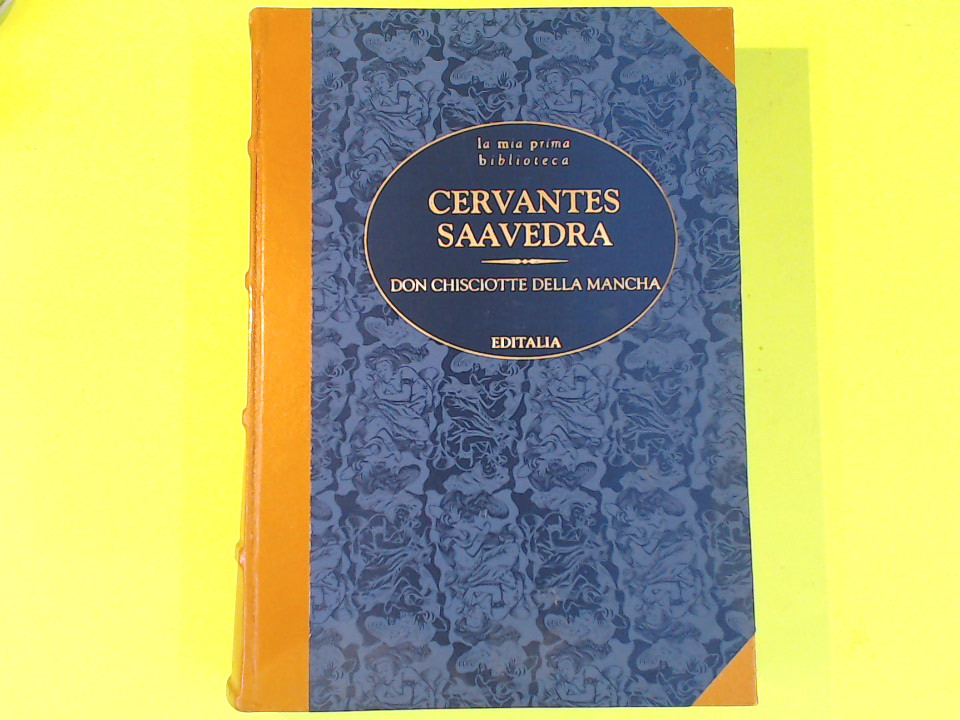 la mia prima
biblioteca
CERVANTES
SAAVEDRA
DON CHISCIOTTE DELLA MANCHA
EDITALIA